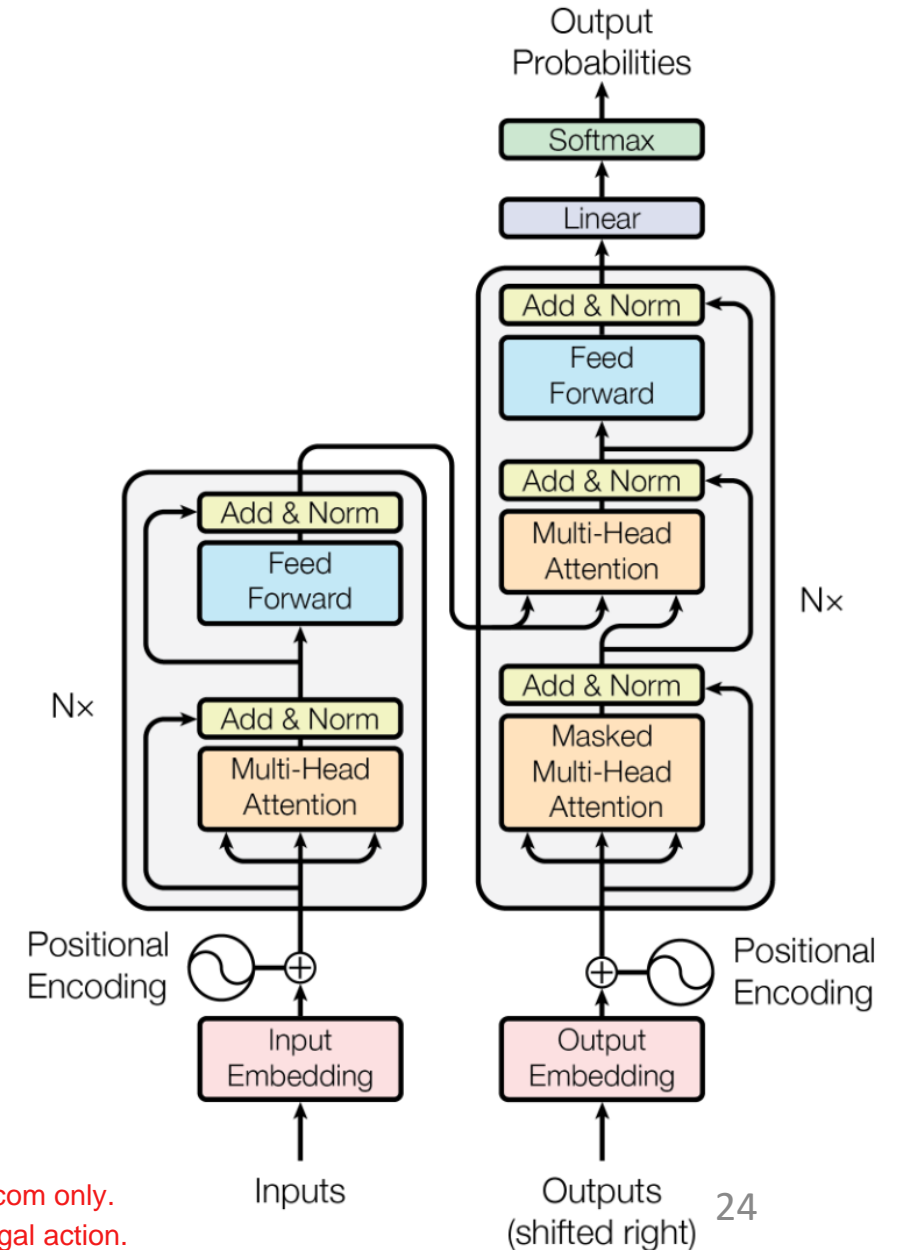 Output
Probabilities
Softmax
Linear
Add & Norm
Feed
Forward
Add & Norm
Multi-Head
Attention
Nx
Add & Norm
Masked
Multi-Head
Attention
Add & Norm
Feed
Forward
Nx
Add & Norm
Multi-Head
Attention
Positional
Encoding
Positional
Encoding
Input
Embedding
Output
Embedding
Inputs
Outputs
(shifted right)
24
com only.
gal action.